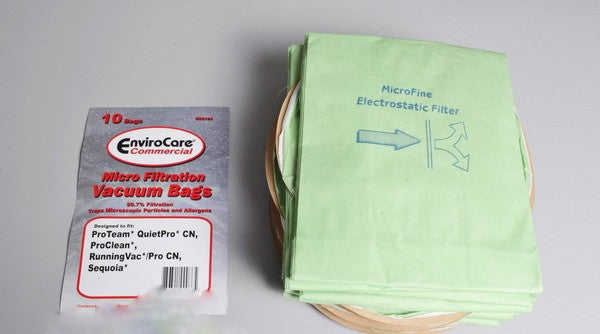 10 Bags
EnviroCare®
Commercial
Micro Filtration
Vacuum Bags
99.7% Filtration
Traps Microscopic Particles and Allergens
Designed to fit:
ProTeam* QuietPro* CN,
ProClean*,
RunningVac*/Pro CN,
Sequoia*
MicroFine
Electrostatic Filter